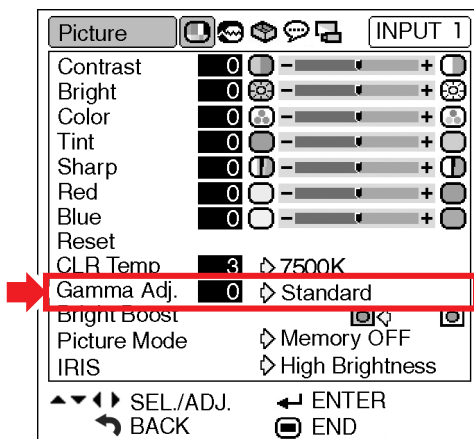 Picture INPUT 1
Contrast 0 - +
Bright 0 - +
Color 0 - +
Tint 0 - +
Sharp 0 - +
Red 0 - +
Blue 0 - +
Reset
CLR Temp 3 7500K
Gamma Adj. 0 Standard
Bright Boost
Picture Mode Memory OFF
IRIS High Brightness
SEL./ADJ. ENTER
BACK END